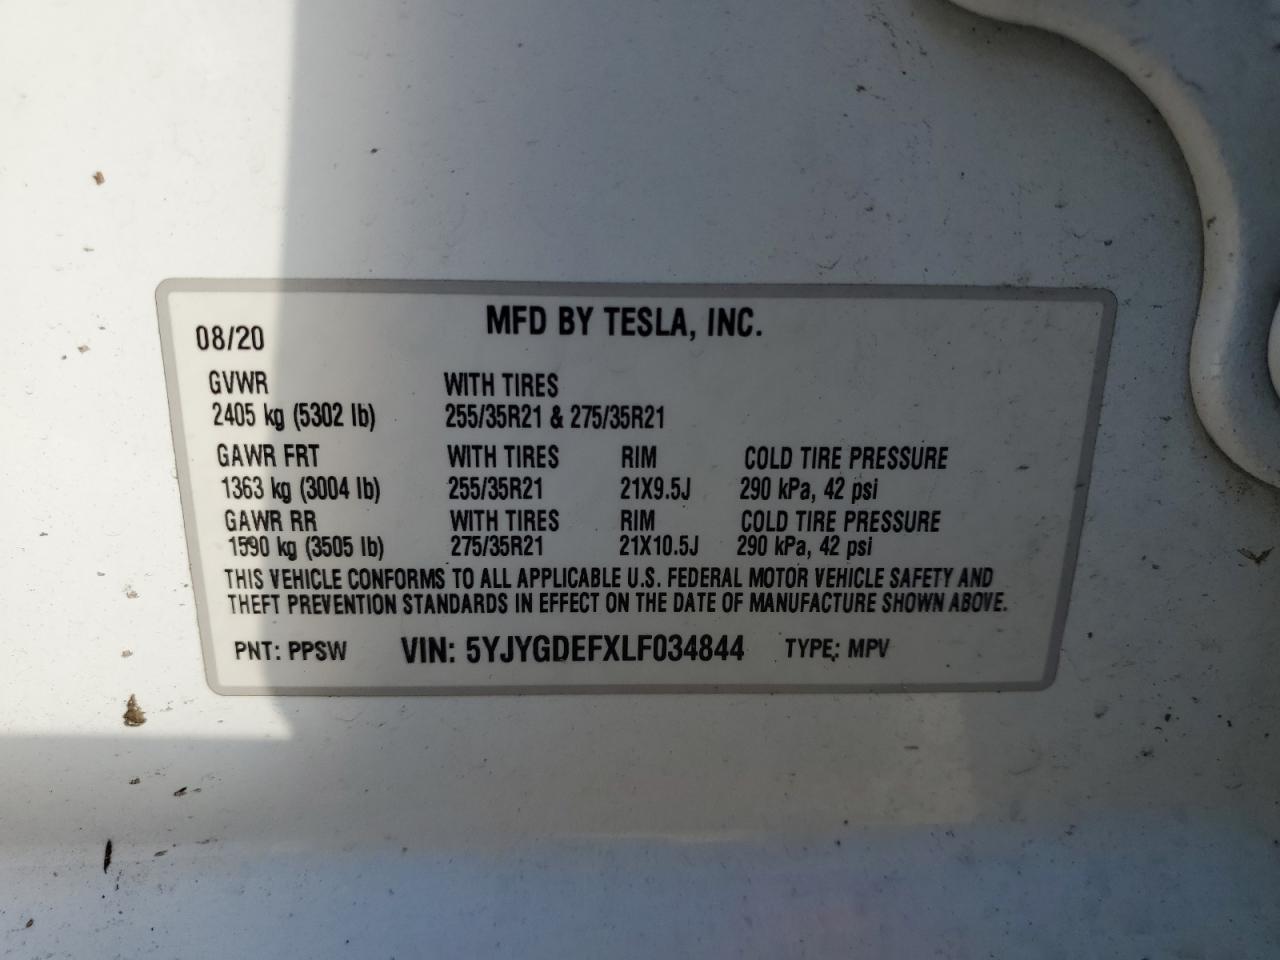 MFD BY TESLA, INC.
08/20
GVWR WITH TIRES
2405 kg (5302 lb) 255/35R21 & 275/35R21
GAWR FRT WITH TIRES RIM COLD TIRE PRESSURE
1363 kg (3004 lb) 255/35R21 21X9.5J 290 kPa, 42 psi
GAWR RR WITH TIRES RIM COLD TIRE PRESSURE
1590 kg (3505 lb) 275/35R21 21X10.5J 290 kPa, 42 psi
THIS VEHICLE CONFORMS TO ALL APPLICABLE U.S. FEDERAL MOTOR VEHICLE SAFETY AND
THEFT PREVENTION STANDARDS IN EFFECT ON THE DATE OF MANUFACTURE SHOWN ABOVE.
PNT: PPSW VIN: 5YJYGDEFXLF034844 TYPE: MPV